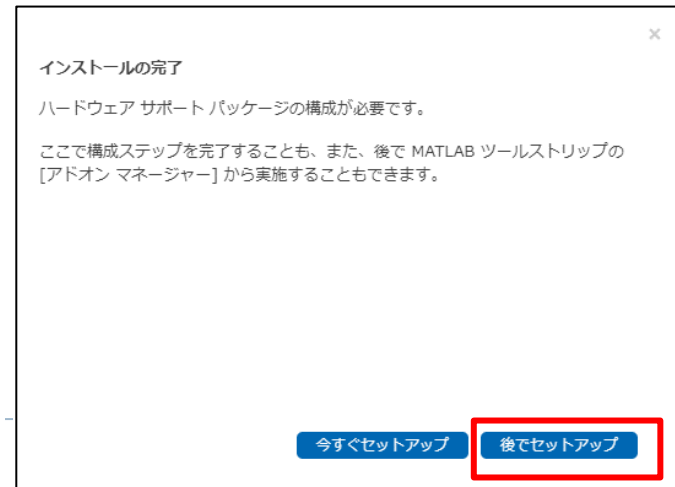 インストールの完了
ハードウェア サポート パッケージの構成が必要です。
ここで構成ステップを完了することも、また、後で MATLAB ツールストリップの
[アドオン マネージャー] から実施することもできます。
今すぐセットアップ 後でセットアップ